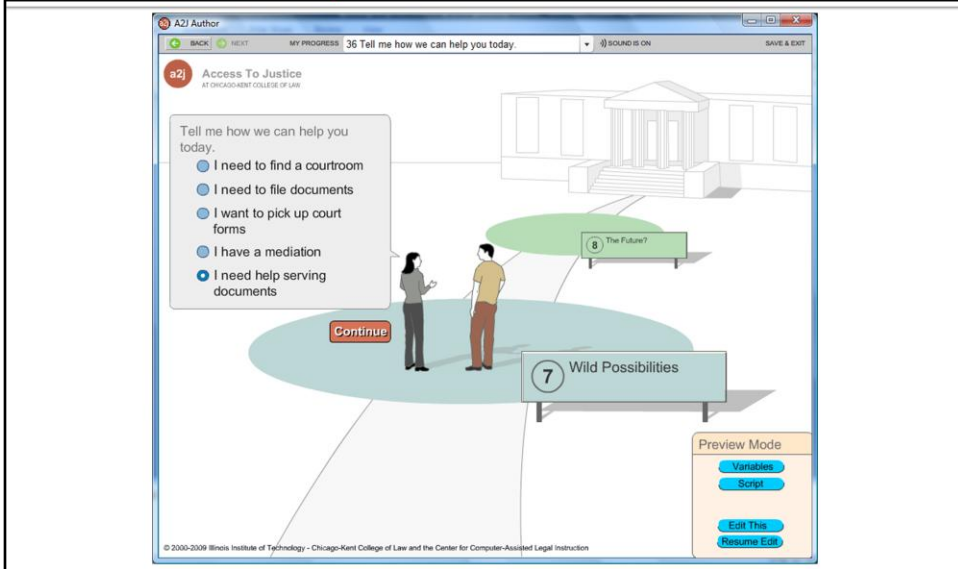 A2J Author
BACK NEXT MY PROGRESS 36 Tell me how we can help you today. SOUND IS ON SAVE & EXIT
a2j Access To Justice
AT CHICAGO-KENT COLLEGE OF LAW
Tell me how we can help you
today.
I need to find a courtroom
I need to file documents
I want to pick up court
forms
I have a mediation
I need help serving
documents
Continue
8 The Future?
7 Wild Possibilities
Preview Mode
Variables
Script
Edit This
Resume Edit
© 2000-2009 Illinois Institute of Technology - Chicago-Kent College of Law and the Center for Computer-Assisted Legal Instruction